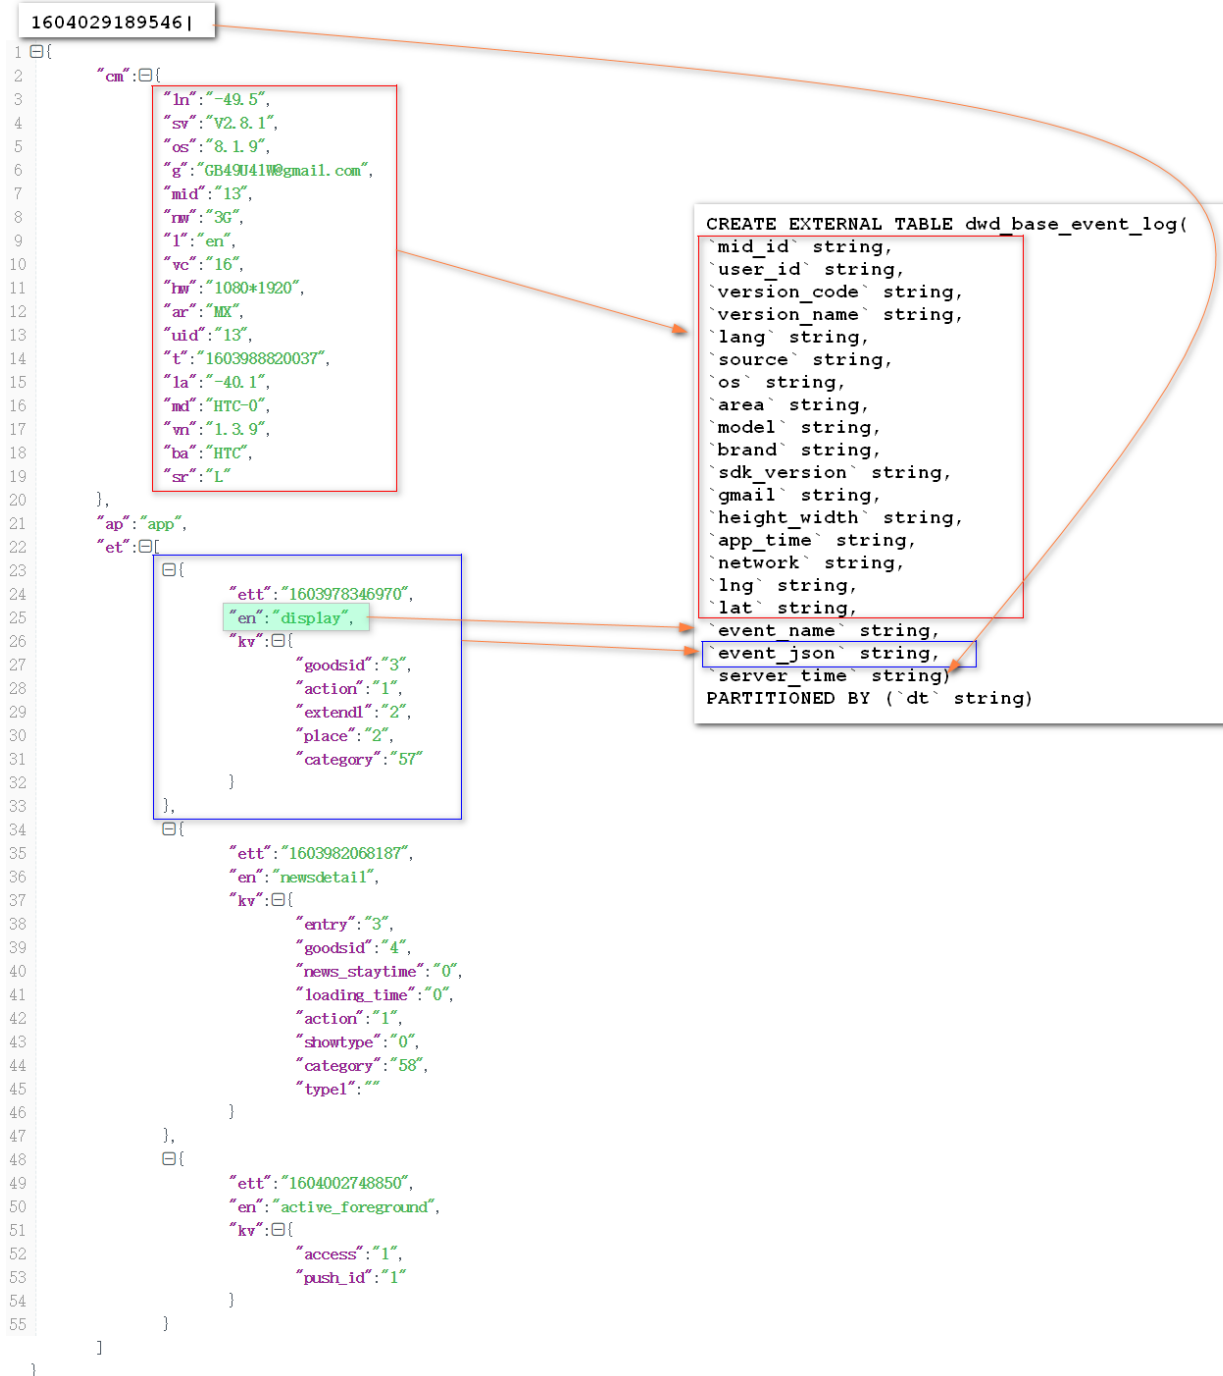 1604029189546|
1 {
2 "cm":{
3 "ln":"-49.5",
4 "sv":"V2.8.1",
5 "os":"8.1.9",
6 "g":"GB49U41W@gmail.com",
7 "mid":"13",
8 "nw":"3G",
9 "l":"en",
10 "vc":"16",
11 "hw":"1080*1920",
12 "ar":"MX",
13 "uid":"13",
14 "t":"1603988820037",
15 "la":"-40.1",
16 "md":"HTC-0",
17 "vn":"1.3.9",
18 "ba":"HTC",
19 "sr":"L"
20 },
21 "ap":"app",
22 "et":[
23 {
24 "ett":"1603978346970",
25 "en":"display",
26 "kv":{
27 "goodsid":"3",
28 "action":"1",
29 "extend1":"2",
30 "place":"2",
31 "category":"57"
32 }
33 },
34 {
35 "ett":"1603982068187",
36 "en":"newsdetail",
37 "kv":{
38 "entry":"3",
39 "goodsid":"4",
40 "news_staytime":"0",
41 "loading_time":"0",
42 "action":"1",
43 "showtype":"0",
44 "category":"58",
45 "type1":""
46 }
47 },
48 {
49 "ett":"1604002748850",
50 "en":"active_foreground",
51 "kv":{
52 "access":"1",
53 "push_id":"1"
54 }
55 }
]
}
CREATE EXTERNAL TABLE dwd_base_event_log(
`mid_id` string,
`user_id` string,
`version_code` string,
`version_name` string,
`lang` string,
`source` string,
`os` string,
`area` string,
`model` string,
`brand` string,
`sdk_version` string,
`gmail` string,
`height_width` string,
`app_time` string,
`network` string,
`lng` string,
`lat` string,
`event_name` string,
`event_json` string,
`server_time` string)
PARTITIONED BY (`dt` string)